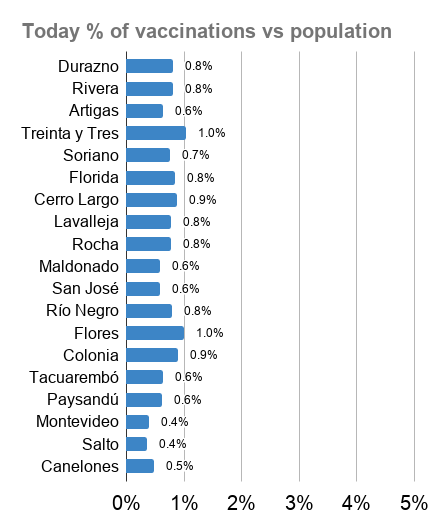 Today % of vaccinations vs population
Durazno 0.8%
Rivera 0.8%
Artigas 0.6%
Treinta y Tres 1.0%
Soriano 0.7%
Florida 0.8%
Cerro Largo 0.9%
Lavalleja 0.8%
Rocha 0.8%
Maldonado 0.6%
San José 0.6%
Río Negro 0.8%
Flores 1.0%
Colonia 0.9%
Tacuarembó 0.6%
Paysandú 0.6%
Montevideo 0.4%
Salto 0.4%
Canelones 0.5%
0% 1% 2% 3% 4% 5%